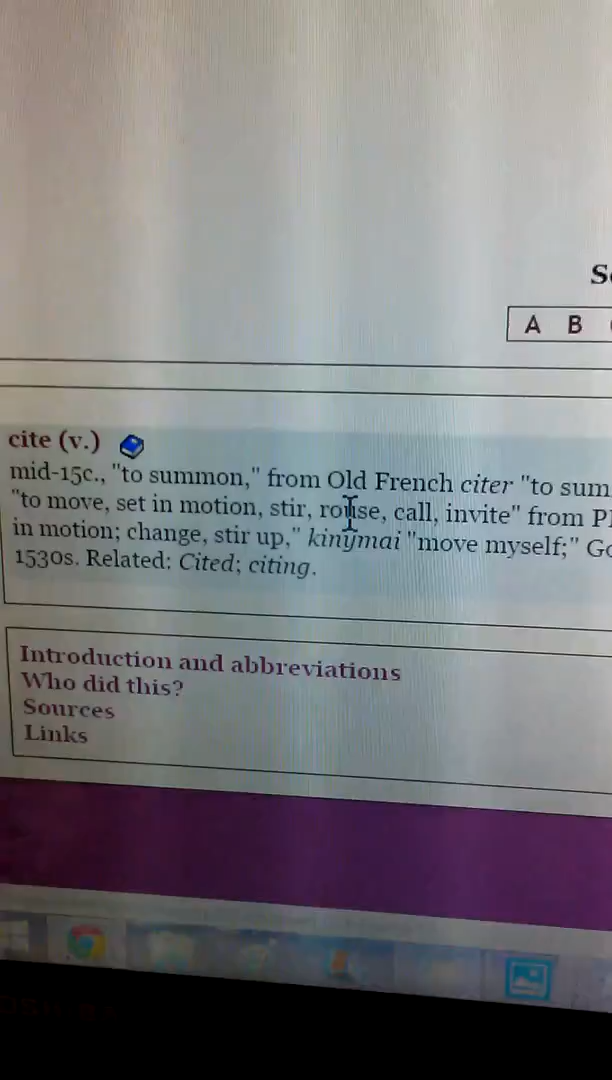 A B
cite (v.)
mid-15c., "to summon," from Old French citer "to sum
"to move, set in motion, stir, rouse, call, invite" from
in motion; change, stir up," kinymai "move myself;"
1530s. Related: Cited; citing.
Introduction and abbreviations
Who did this?
Sources
Links